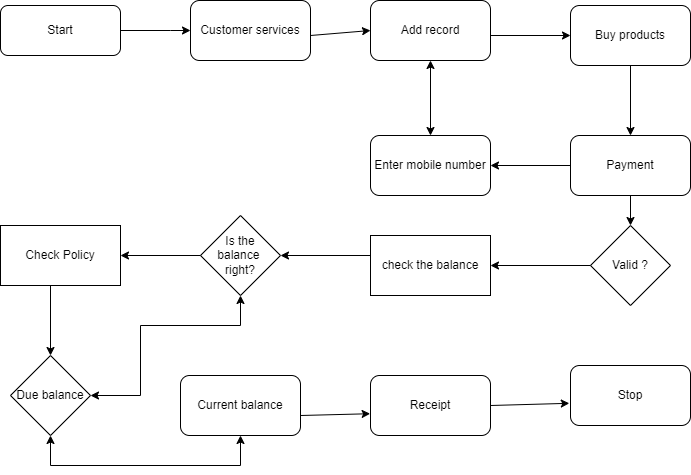 Start
Customer services
Add record
Buy products
Enter mobile number
Payment
Check Policy
Is the
balance
right?
check the balance
Valid ?
Due balance
Current balance
Receipt
Stop